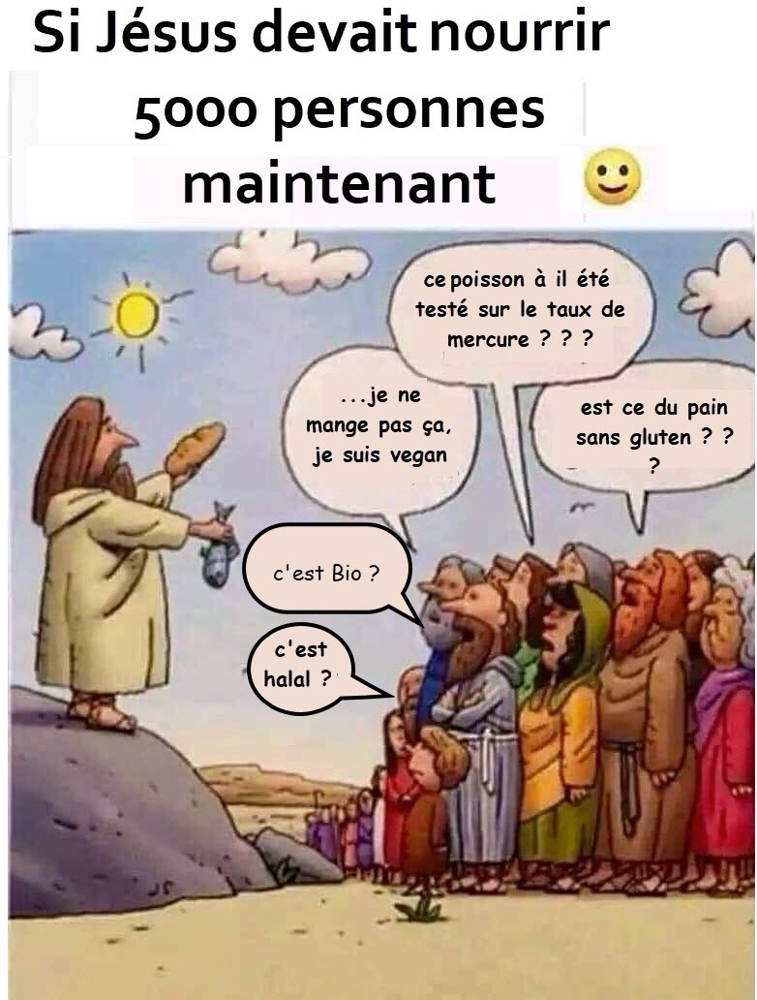 Si Jésus devait nourrir
5000 personnes
maintenant
ce poisson à il été
testé sur le taux de
mercure ? ? ?
...je ne
mange pas ça,
je suis vegan
est ce du pain
sans gluten ? ?
?
c'est Bio ?
c'est
halal ?